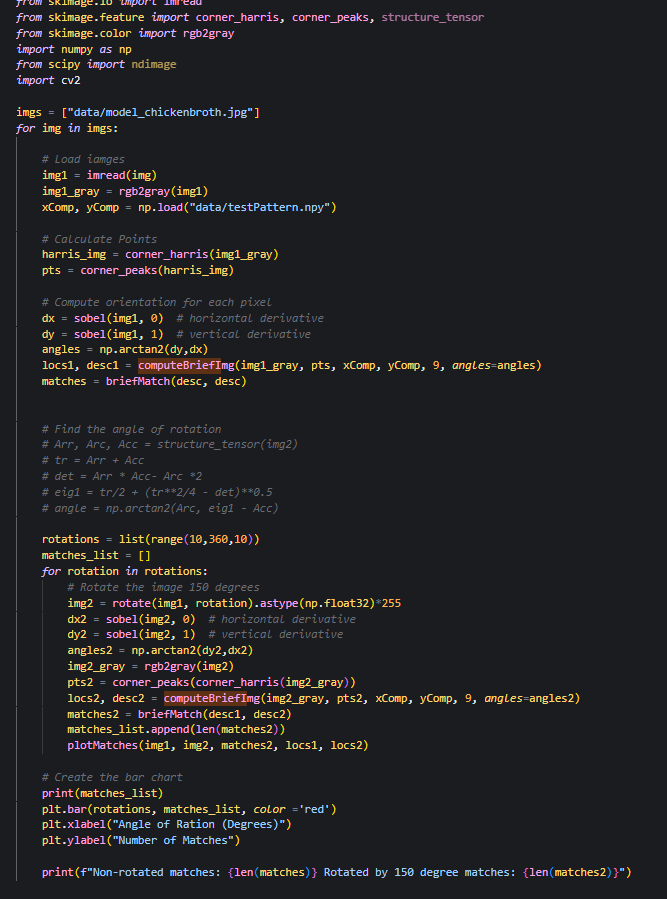 from skimage.io import imread
from skimage.feature import corner_harris, corner_peaks, structure_tensor
from skimage.color import rgb2gray
import numpy as np
from scipy import ndimage
import cv2

imgs = ["data/model_chickenbroth.jpg"]
for img in imgs:

    # Load iamges
    img1 = imread(img)
    img1_gray = rgb2gray(img1)
    xComp, yComp = np.load("data/testPattern.npy")

    # Calculate Points
    harris_img = corner_harris(img1_gray)
    pts = corner_peaks(harris_img)

    # Compute orientation for each pixel
    dx = sobel(img1, 0)  # horizontal derivative
    dy = sobel(img1, 1)  # vertical derivative
    angles = np.arctan2(dy,dx)
    locs1, desc1 = computeBriefImg(img1_gray, pts, xComp, yComp, 9, angles=angles)
    matches = briefMatch(desc, desc)


    # Find the angle of rotation
    # Arr, Arc, Acc = structure_tensor(img2)
    # tr = Arr + Acc
    # det = Arr * Acc- Arc *2
    # eig1 = tr/2 + (tr**2/4 - det)**0.5
    # angle = np.arctan2(Arc, eig1 - Acc)

    rotations = list(range(10,360,10))
    matches_list = []
    for rotation in rotations:
        # Rotate the image 150 degrees
        img2 = rotate(img1, rotation).astype(np.float32)*255
        dx2 = sobel(img2, 0)  # horizontal derivative
        dy2 = sobel(img2, 1)  # vertical derivative
        angles2 = np.arctan2(dy2,dx2)
        img2_gray = rgb2gray(img2)
        pts2 = corner_peaks(corner_harris(img2_gray))
        locs2, desc2 = computeBriefImg(img2_gray, pts2, xComp, yComp, 9, angles=angles2)
        matches2 = briefMatch(desc1, desc2)
        matches_list.append(len(matches2))
        plotMatches(img1, img2, matches2, locs1, locs2)

    # Create the bar chart
    print(matches_list)
    plt.bar(rotations, matches_list, color ='red')
    plt.xlabel("Angle of Ration (Degrees)")
    plt.ylabel("Number of Matches")

    print(f"Non-rotated matches: {len(matches)} Rotated by 150 degree matches: {len(matches2)}")